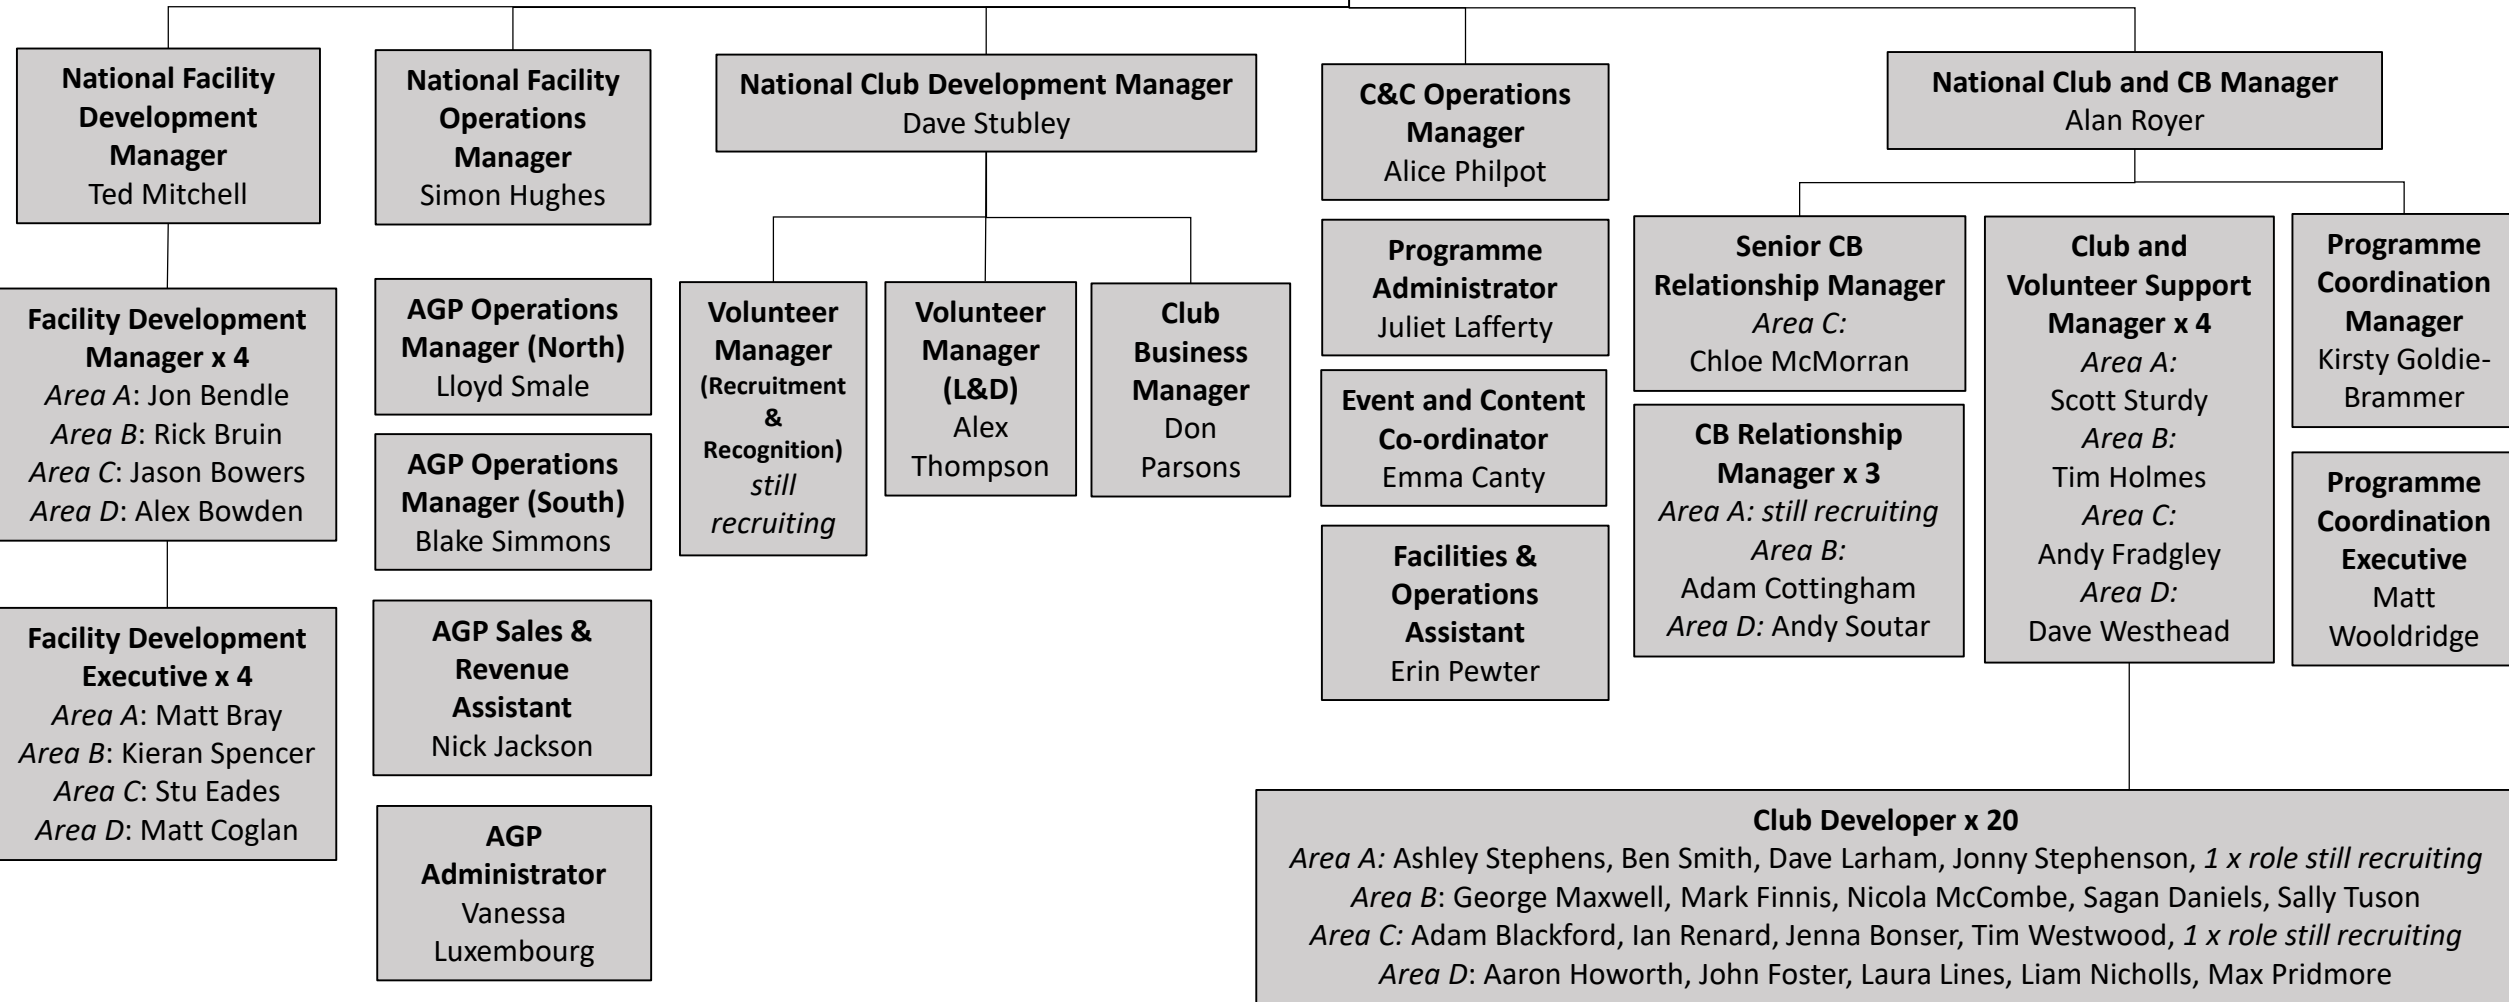 National Facility
Development
Manager
Ted Mitchell
Facility Development
Manager x 4
Area A: Jon Bendle
Area B: Rick Bruin
Area C: Jason Bowers
Area D: Alex Bowden
Facility Development
Executive x 4
Area A: Matt Bray
Area B: Kieran Spencer
Area C: Stu Eades
Area D: Matt Coglan
National Facility
Operations
Manager
Simon Hughes
AGP Operations
Manager (North)
Lloyd Smale
AGP Operations
Manager (South)
Blake Simmons
AGP Sales &
Revenue
Assistant
Nick Jackson
AGP
Administrator
Vanessa
Luxembourg
National Club Development Manager
Dave Stubley
Volunteer
Manager
(Recruitment
&
Recognition)
still
recruiting
Volunteer
Manager
(L&D)
Alex
Thompson
Club
Business
Manager
Don
Parsons
C&C Operations
Manager
Alice Philpot
Programme
Administrator
Juliet Lafferty
Event and Content
Co-ordinator
Emma Canty
Facilities &
Operations
Assistant
Erin Pewter
National Club and CB Manager
Alan Royer
Senior CB
Relationship Manager
Area C:
Chloe McMorran
CB Relationship
Manager x 3
Area A: still recruiting
Area B:
Adam Cottingham
Area D: Andy Soutar
Club and
Volunteer Support
Manager x 4
Area A:
Scott Sturdy
Area B:
Tim Holmes
Area C:
Andy Fradgley
Area D:
Dave Westhead
Programme
Coordination
Manager
Kirsty Goldie-
Brammer
Programme
Coordination
Executive
Matt
Wooldridge
Club Developer x 20
Area A: Ashley Stephens, Ben Smith, Dave Larham, Jonny Stephenson, 1 x role still recruiting
Area B: George Maxwell, Mark Finnis, Nicola McCombe, Sagan Daniels, Sally Tuson
Area C: Adam Blackford, Ian Renard, Jenna Bonser, Tim Westwood, 1 x role still recruiting
Area D: Aaron Howorth, John Foster, Laura Lines, Liam Nicholls, Max Pridmore